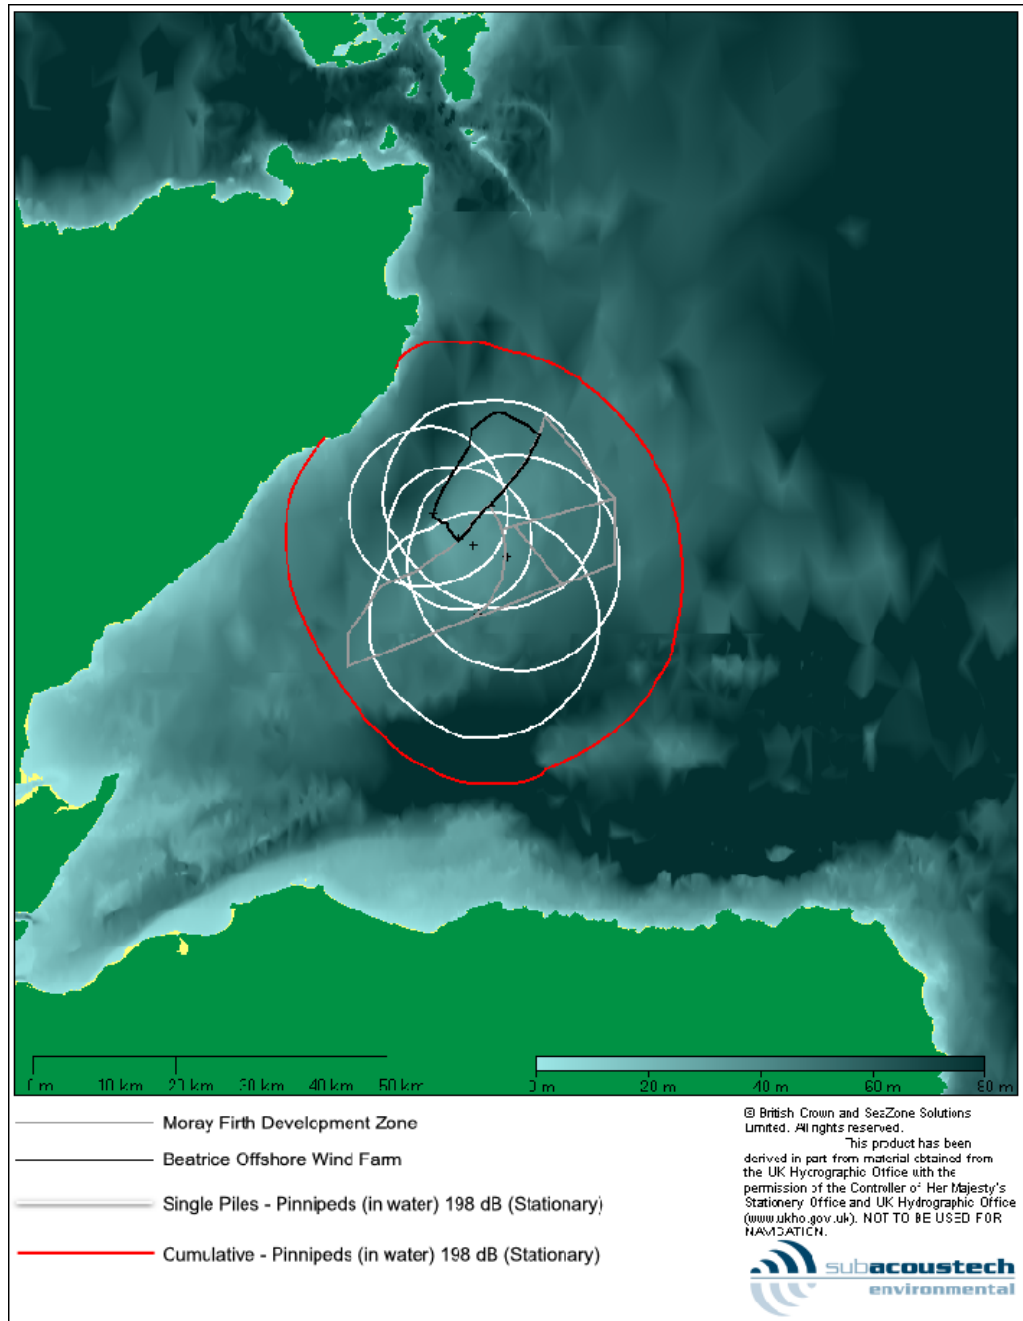 0 m 10 km 20 km 30 km 40 km 50 km
0 m 20 m 40 m 60 m 80 m
Moray Firth Development Zone
Beatrice Offshore Wind Farm
Single Piles - Pinnipeds (in water) 198 dB (Stationary)
Cumulative - Pinnipeds (in water) 198 dB (Stationary)
© British Crown and SeaZone Solutions
Limited. All rights reserved.
This product has been
derived in part from material obtained from
the UK Hydrographic Office with the
permission of the Controller of Her Majesty's
Stationery Office and UK Hydrographic Office
(www.ukho.gov.uk). NOT TO BE USED FOR
NAVIGATION.
subacoustech
environmental